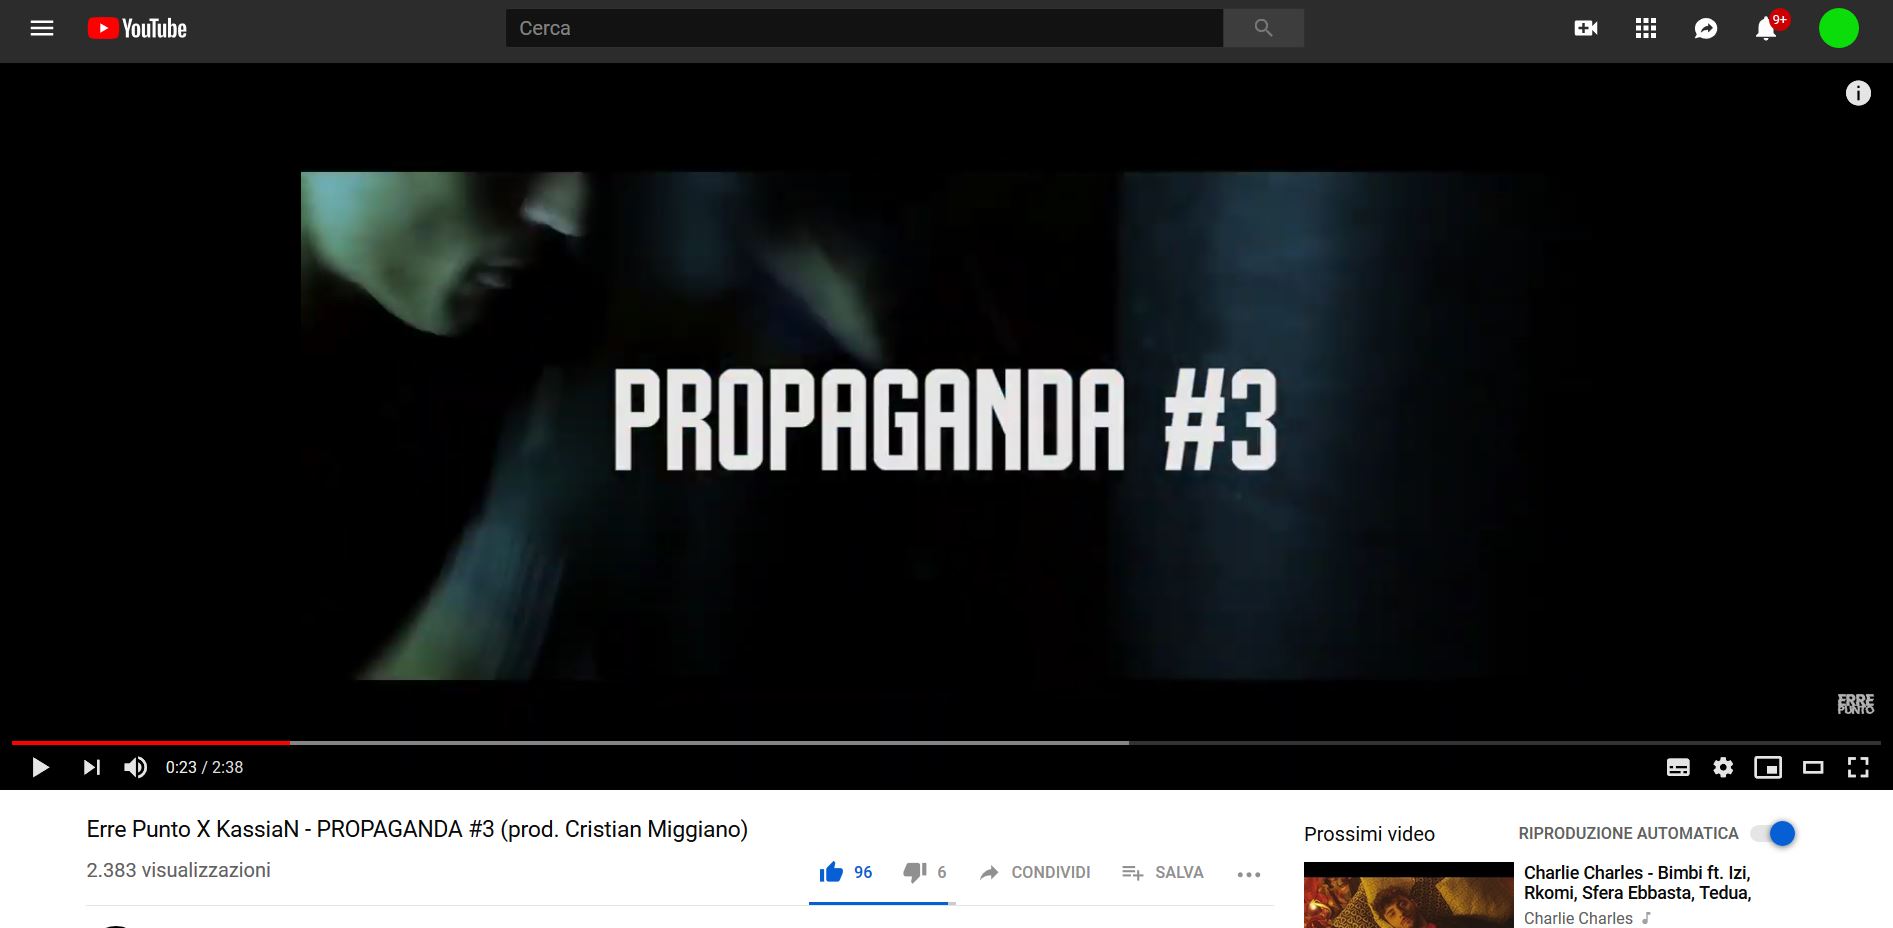 YouTube
Cerca
9+
PROPAGANDA #3
ERRE
PUNTO
0:23 / 2:38
Erre Punto X KassiaN - PROPAGANDA #3 (prod. Cristian Miggiano)
2.383 visualizzazioni
96
6
CONDIVIDI
SALVA
Prossimi video
RIPRODUZIONE AUTOMATICA
Charlie Charles - Bimbi ft. Izi,
Rkomi, Sfera Ebbasta, Tedua,
Charlie Charles